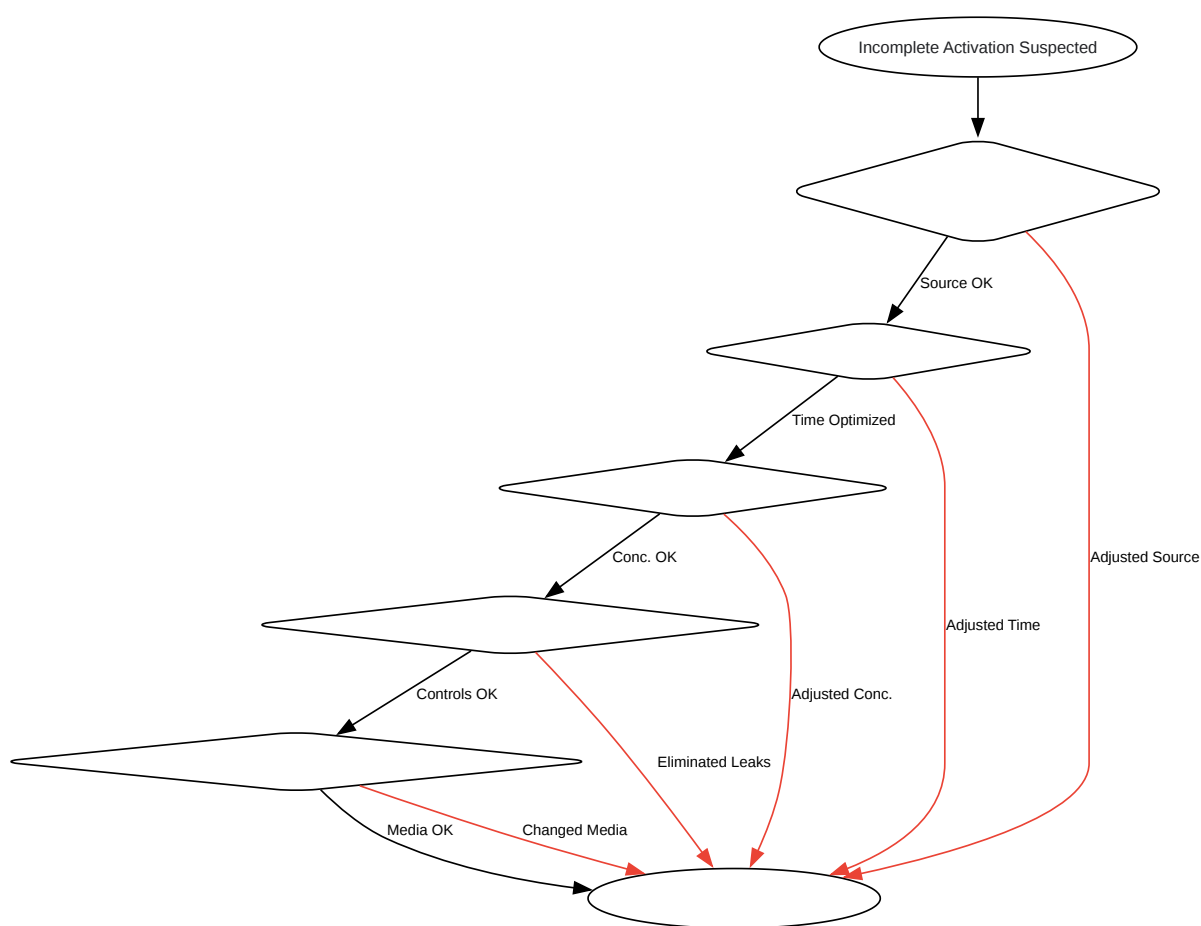 Incomplete Activation Suspected
Source OK
Time Optimized
Conc. OK
Adjusted Source
Adjusted Time
Controls OK
Adjusted Conc.
Eliminated Leaks
Media OK
Changed Media